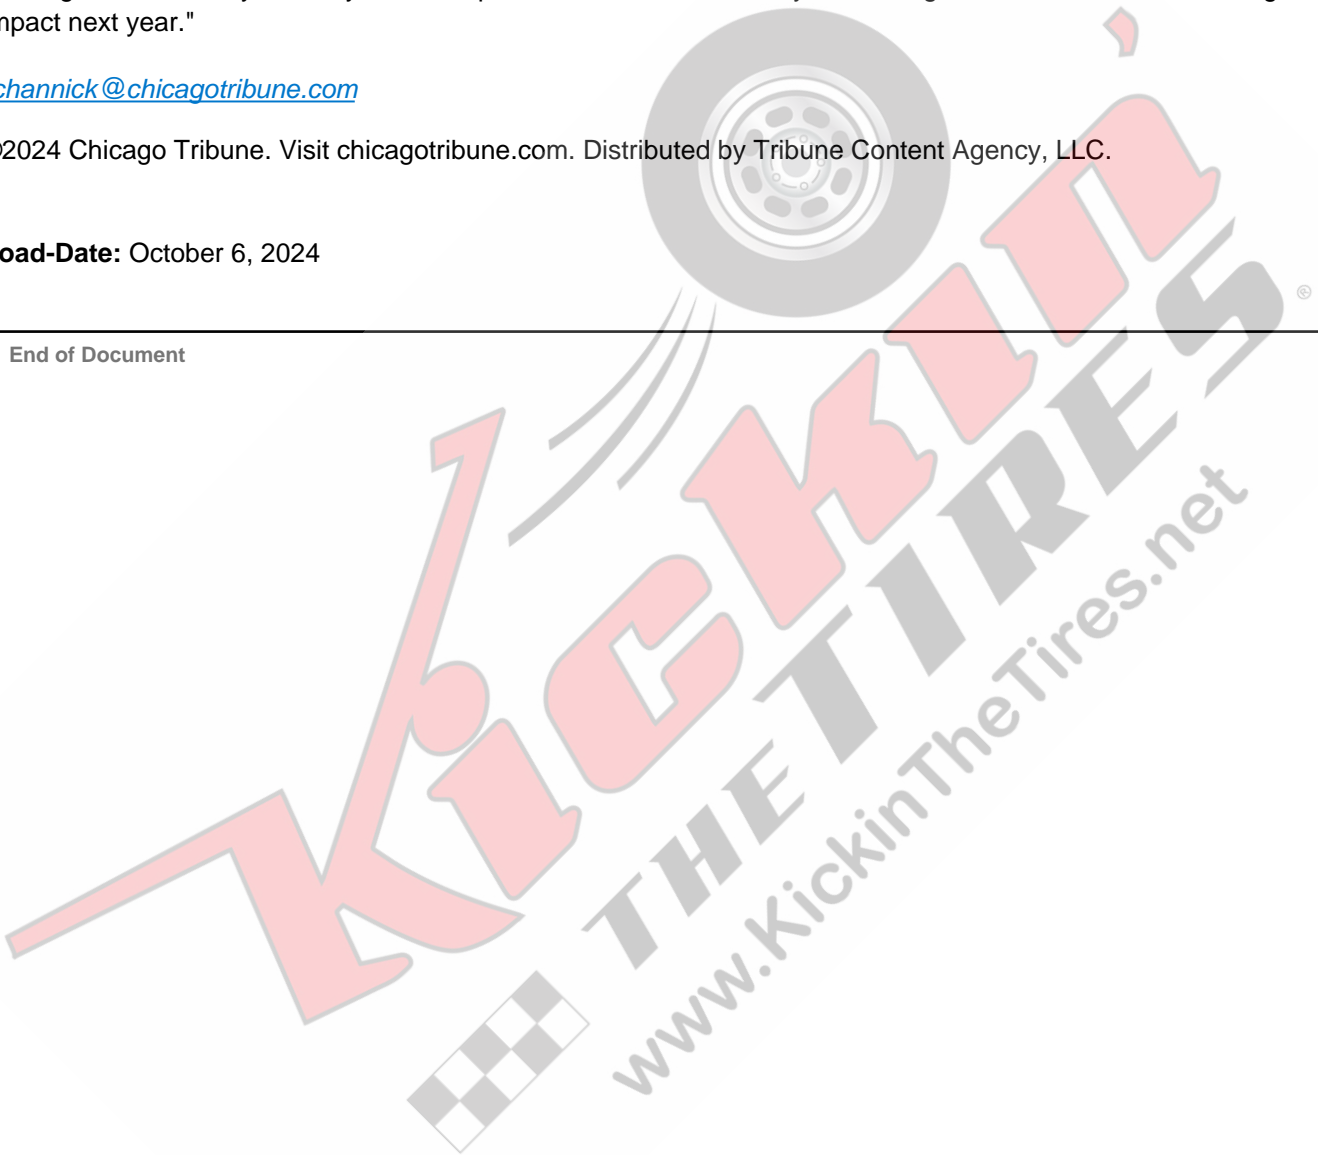 mpact next year."
channick@chicagotribune.com
2024 Chicago Tribune. Visit chicagotribune.com. Distributed by Tribune Content Agency, LLC.
oad-Date: October 6, 2024
End of Document
Kickin'
THE TIRES
®
www.KickinTheTires.net